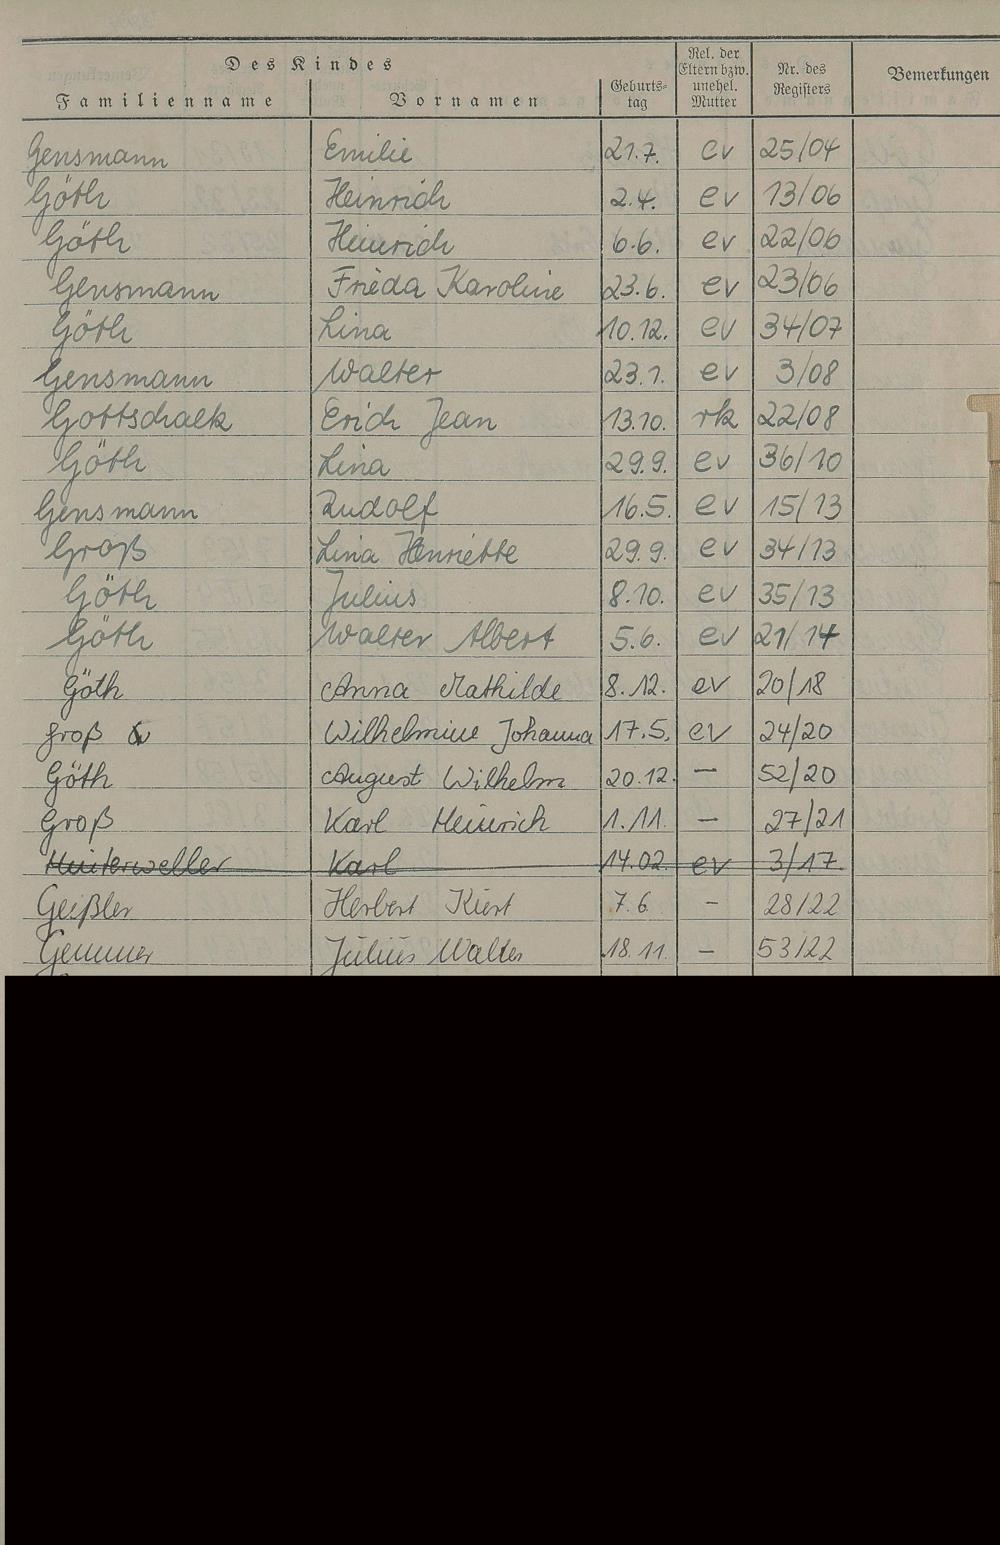 Des Kindes
Familienname Vornamen Geburts-tag Rel. der Eltern bzw. unehel. Mutter Nr. des Registers Bemerkungen
Gensmann Emilie 21.7. ev 25/04
Göth Heinrich 2.4. ev 13/06
Göth Heinrich 6.6. ev 22/06
Gensmann Frieda Karoline 23.6. ev 23/06
Göth Lina 10.12. ev 34/07
Gensmann Walter 23.1. ev 3/08
Gottschalk Erich Jean 13.10. rk 22/08
Göth Lina 29.9. ev 36/10
Gensmann Rudolf 16.5. ev 15/13
Groß Lina Henriette 29.9. ev 34/13
Göth Julius 8.10. ev 35/13
Göth Walter Albert 5.6. ev 21/14
Göth Anna Mathilde 8.12. ev 20/18
Groß Wilhelmine Johanna 17.5. ev 24/20
Göth August Wilhelm 20.12. — 52/20
Groß Karl Heinrich 1.11. — 27/21
Hinterweller Karl 14.02. ev 3/17.
Geißler Herbert Kurt 7.6 – 28/22
Gemmer Julius Walter 18.11. – 53/22